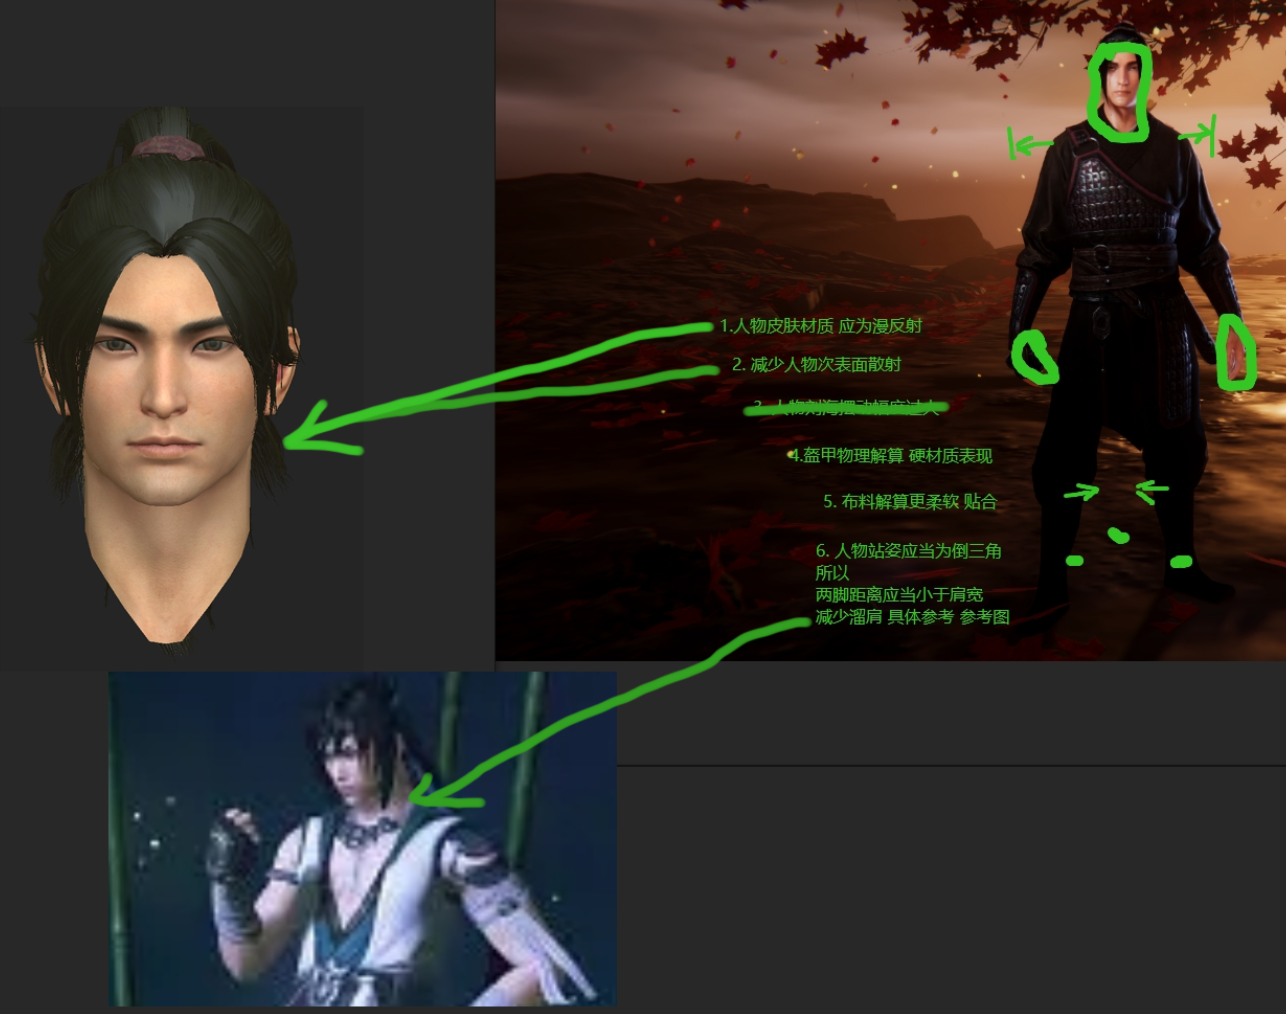 1.人物皮肤材质 应为漫反射
2. 减少人物次表面散射
3. 人物刘海摆动幅度过大
4.盔甲物理解算 硬材质表现
5. 布料解算更柔软 贴合
6. 人物站姿应当为倒三角
所以
两脚距离应当小于肩宽
减少溜肩 具体参考 参考图